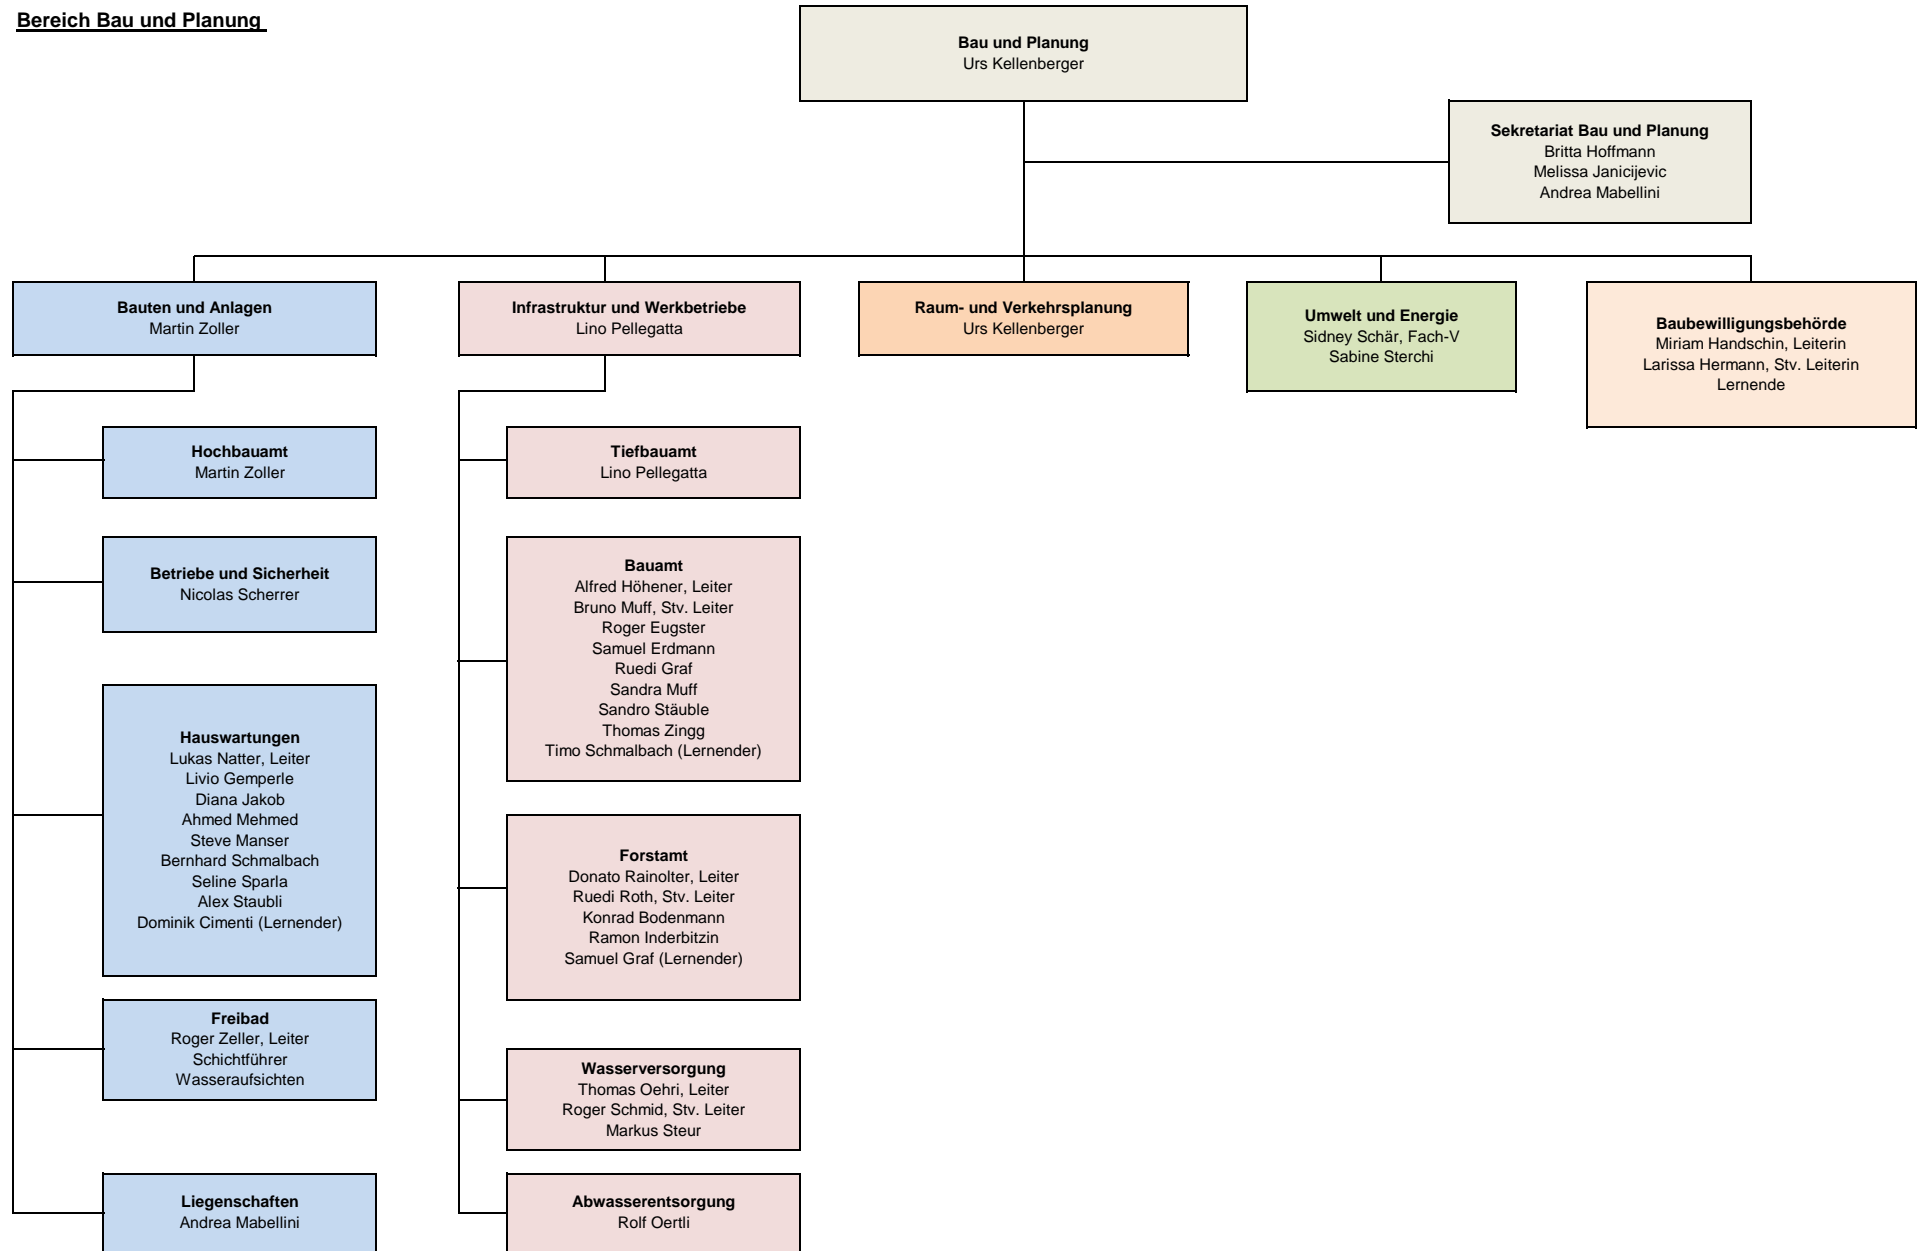 Bereich Bau und Planung
Bau und Planung
Urs Kellenberger
Sekretariat Bau und Planung
Britta Hoffmann
Melissa Janicijevic
Andrea Mabellini
Bauten und Anlagen
Martin Zoller
Infrastruktur und Werkbetriebe
Lino Pellegatta
Raum- und Verkehrsplanung
Urs Kellenberger
Umwelt und Energie
Sidney Schär, Fach-V
Sabine Sterchi
Baubewilligungsbehörde
Miriam Handschin, Leiterin
Larissa Hermann, Stv. Leiterin
Lernende
Hochbauamt
Martin Zoller
Betriebe und Sicherheit
Nicolas Scherrer
Hauswartungen
Lukas Natter, Leiter
Livio Gemperle
Diana Jakob
Ahmed Mehmed
Steve Manser
Bernhard Schmalbach
Seline Sparla
Alex Staubli
Dominik Cimenti (Lernender)
Freibad
Roger Zeller, Leiter
Schichtführer
Wasseraufsichten
Liegenschaften
Andrea Mabellini
Tiefbauamt
Lino Pellegatta
Bauamt
Alfred Höhener, Leiter
Bruno Muff, Stv. Leiter
Roger Eugster
Samuel Erdmann
Ruedi Graf
Sandra Muff
Sandro Stäuble
Thomas Zingg
Timo Schmalbach (Lernender)
Forstamt
Donato Rainolter, Leiter
Ruedi Roth, Stv. Leiter
Konrad Bodenmann
Ramon Inderbitzin
Samuel Graf (Lernender)
Wasserversorgung
Thomas Oehri, Leiter
Roger Schmid, Stv. Leiter
Markus Steur
Abwasserentsorgung
Rolf Oertli